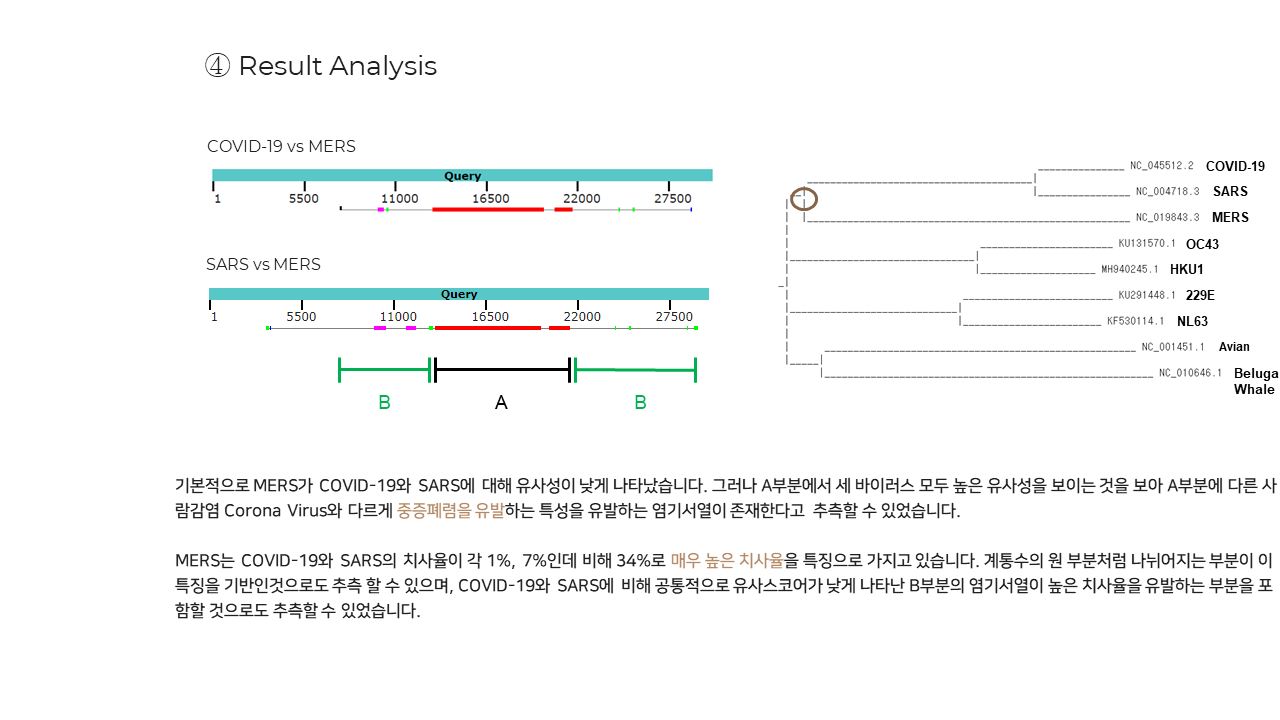 ④ Result Analysis
COVID-19 vs MERS
Query
1 5500 11000 16500 22000 27500
SARS vs MERS
Query
1 5500 11000 16500 22000 27500
B A B
NC_045512.2 COVID-19
NC_004718.3 SARS
NC_019843.3 MERS
KU131570.1 OC43
MH940245.1 HKU1
KU291448.1 229E
KF530114.1 NL63
NC_001451.1 Avian
NC_010646.1 Beluga
Whale
기본적으로 MERS가 COVID-19와 SARS에 대해 유사성이 낮게 나타났습니다. 그러나 A부분에서 세 바이러스 모두 높은 유사성을 보이는 것을 보아 A부분에 다른 사
람감염 Corona Virus와 다르게 중증폐렴을 유발하는 특성을 유발하는 염기서열이 존재한다고 추측할 수 있었습니다.
MERS는 COVID-19와 SARS의 치사율이 각 1%, 7%인데 비해 34%로 매우 높은 치사율을 특징으로 가지고 있습니다. 계통수의 원 부분처럼 나뉘어지는 부분이 이
특징을 기반인것으로도 추측 할 수 있으며, COVID-19와 SARS에 비해 공통적으로 유사스코어가 낮게 나타난 B부분의 염기서열이 높은 치사율을 유발하는 부분을 포
함할 것으로도 추측할 수 있었습니다.